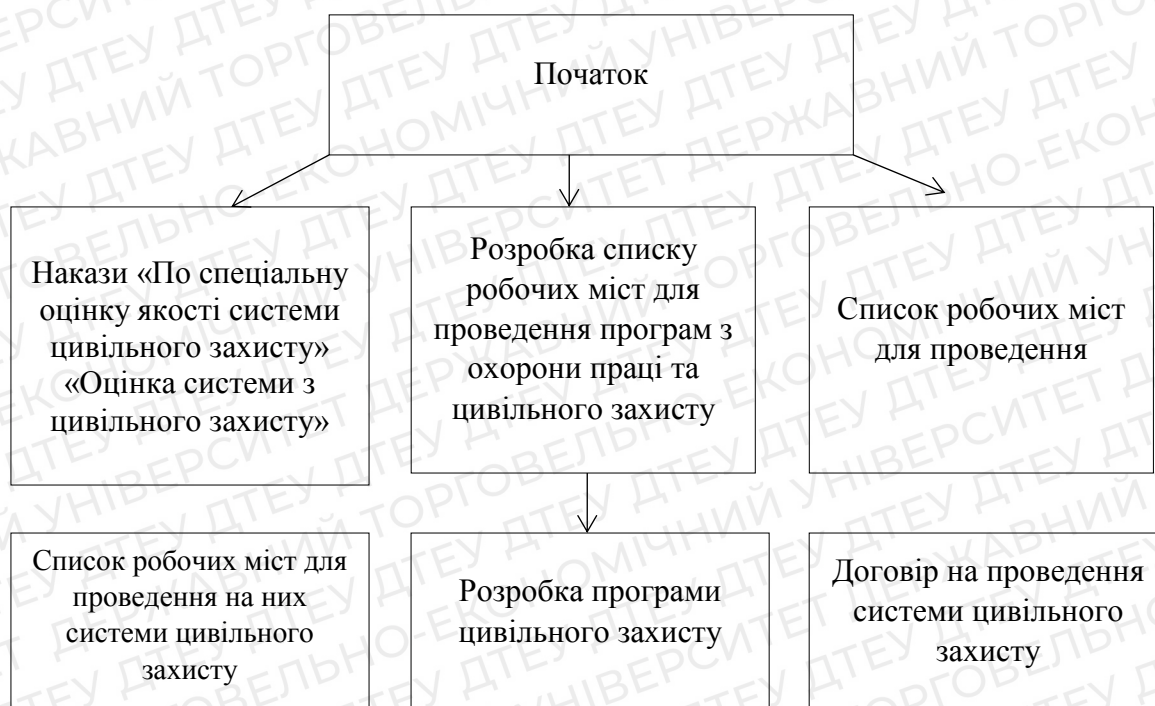 Початок
Накази «По спеціальну
оцінку якості системи
цивільного захисту»
«Оцінка системи з
цивільного захисту»
Розробка списку
робочих міст для
проведення програм з
охорони праці та
цивільного захисту
Список робочих міст
для проведення
Список робочих міст для
проведення на них
системи цивільного
захисту
Розробка програми
цивільного захисту
Договір на проведення
системи цивільного
захисту